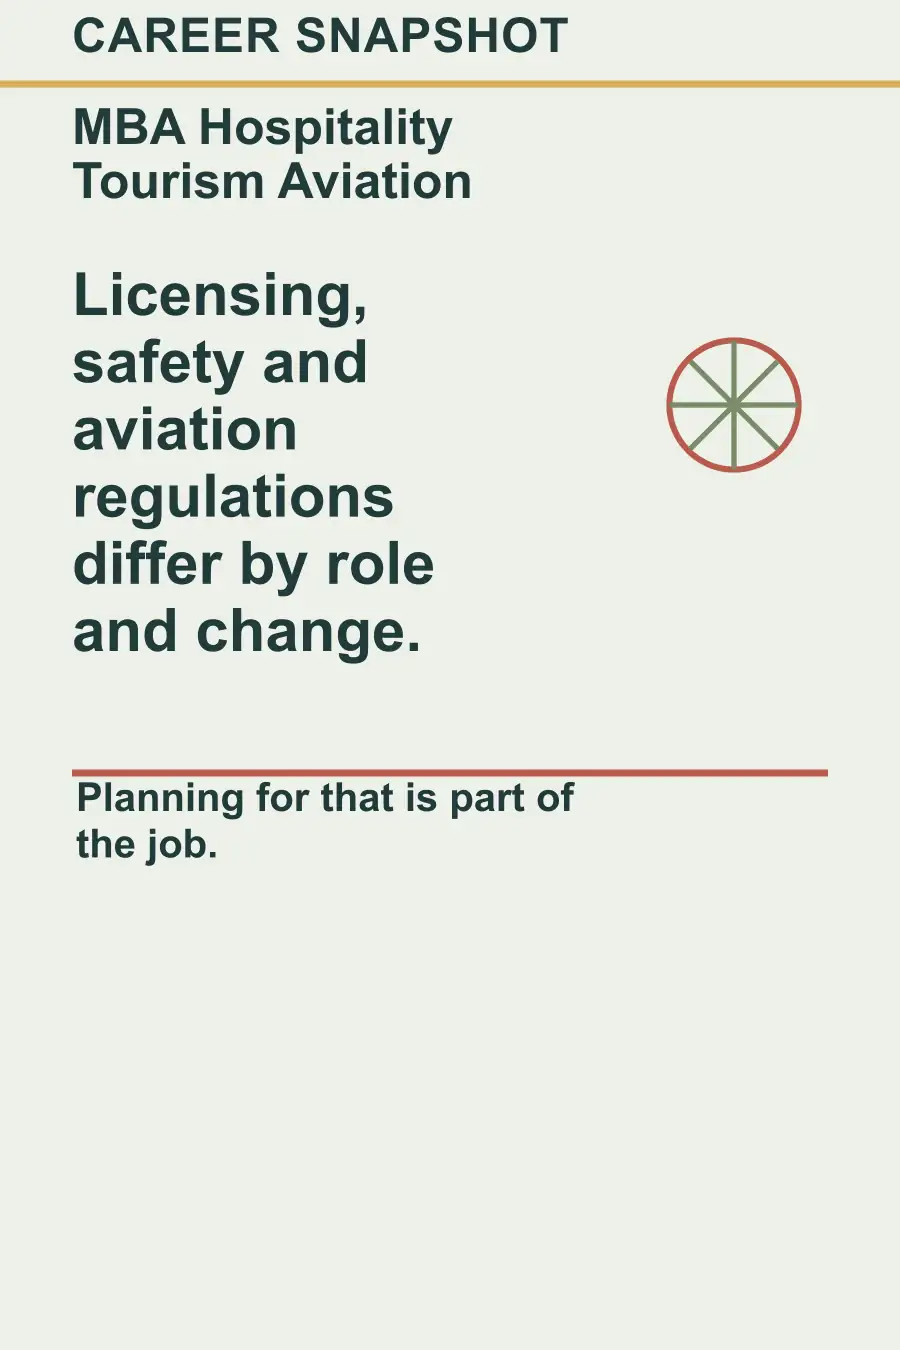 CAREER SNAPSHOT
MBA Hospitality
Tourism Aviation
Licensing,
safety and
aviation
regulations
differ by role
and change.
Planning for that is part of
the job.